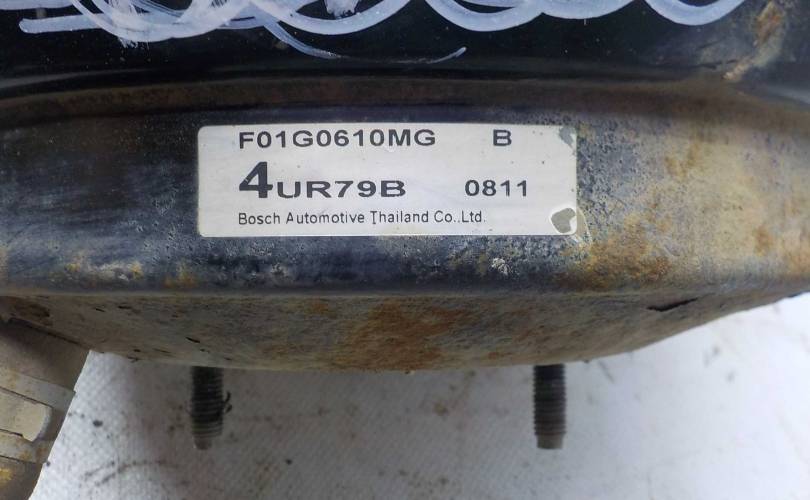 F01G0610MG B
4UR79B 0811
Bosch Automotive Thailand Co.,Ltd.